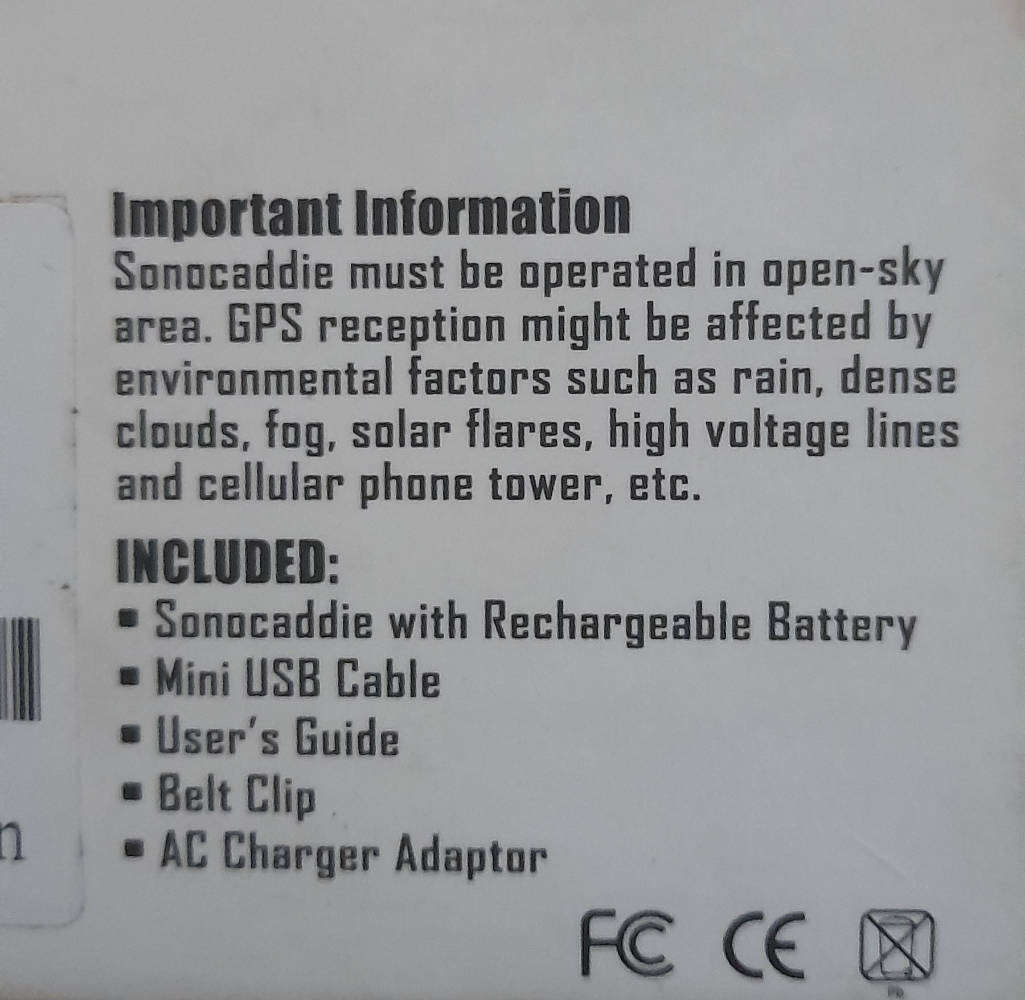 Important Information
Sonocaddie must be operated in open-sky
area. GPS reception might be affected by
environmental factors such as rain, dense
clouds, fog, solar flares, high voltage lines
and cellular phone tower, etc.
INCLUDED:
▪ Sonocaddie with Rechargeable Battery
▪ Mini USB Cable
▪ User's Guide
▪ Belt Clip
▪ AC Charger Adaptor
n
FC CE